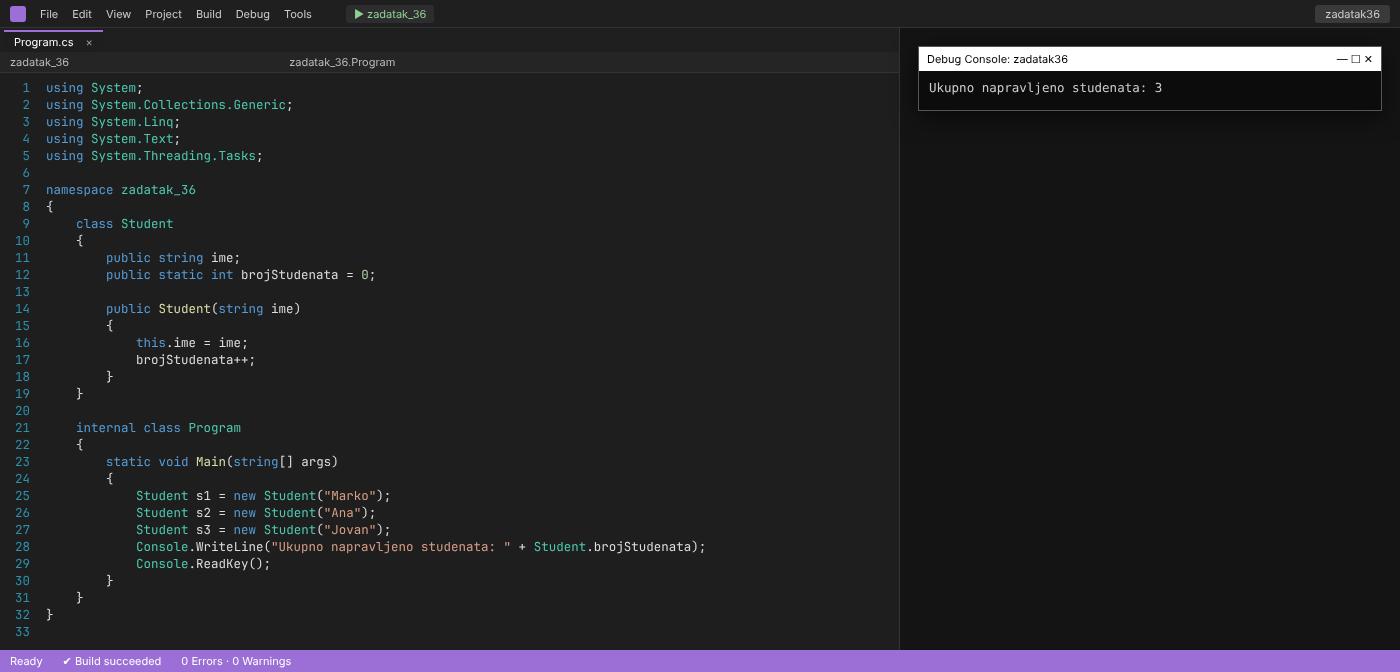 File Edit View Project Build Debug Tools ▶ zadatak_36 zadatak36
Program.cs ×
zadatak_36 zadatak_36.Program
1 using System;
2 using System.Collections.Generic;
3 using System.Linq;
4 using System.Text;
5 using System.Threading.Tasks;
6
7 namespace zadatak_36
8 {
9     class Student
10     {
11         public string ime;
12         public static int brojStudenata = 0;
13
14         public Student(string ime)
15         {
16             this.ime = ime;
17             brojStudenata++;
18         }
19     }
20
21     internal class Program
22     {
23         static void Main(string[] args)
24         {
25             Student s1 = new Student("Marko");
26             Student s2 = new Student("Ana");
27             Student s3 = new Student("Jovan");
28             Console.WriteLine("Ukupno napravljeno studenata: " + Student.brojStudenata);
29             Console.ReadKey();
30         }
31     }
32 }
33
Debug Console: zadatak36 — ☐ ✕
Ukupno napravljeno studenata: 3
Ready ✔ Build succeeded 0 Errors · 0 Warnings